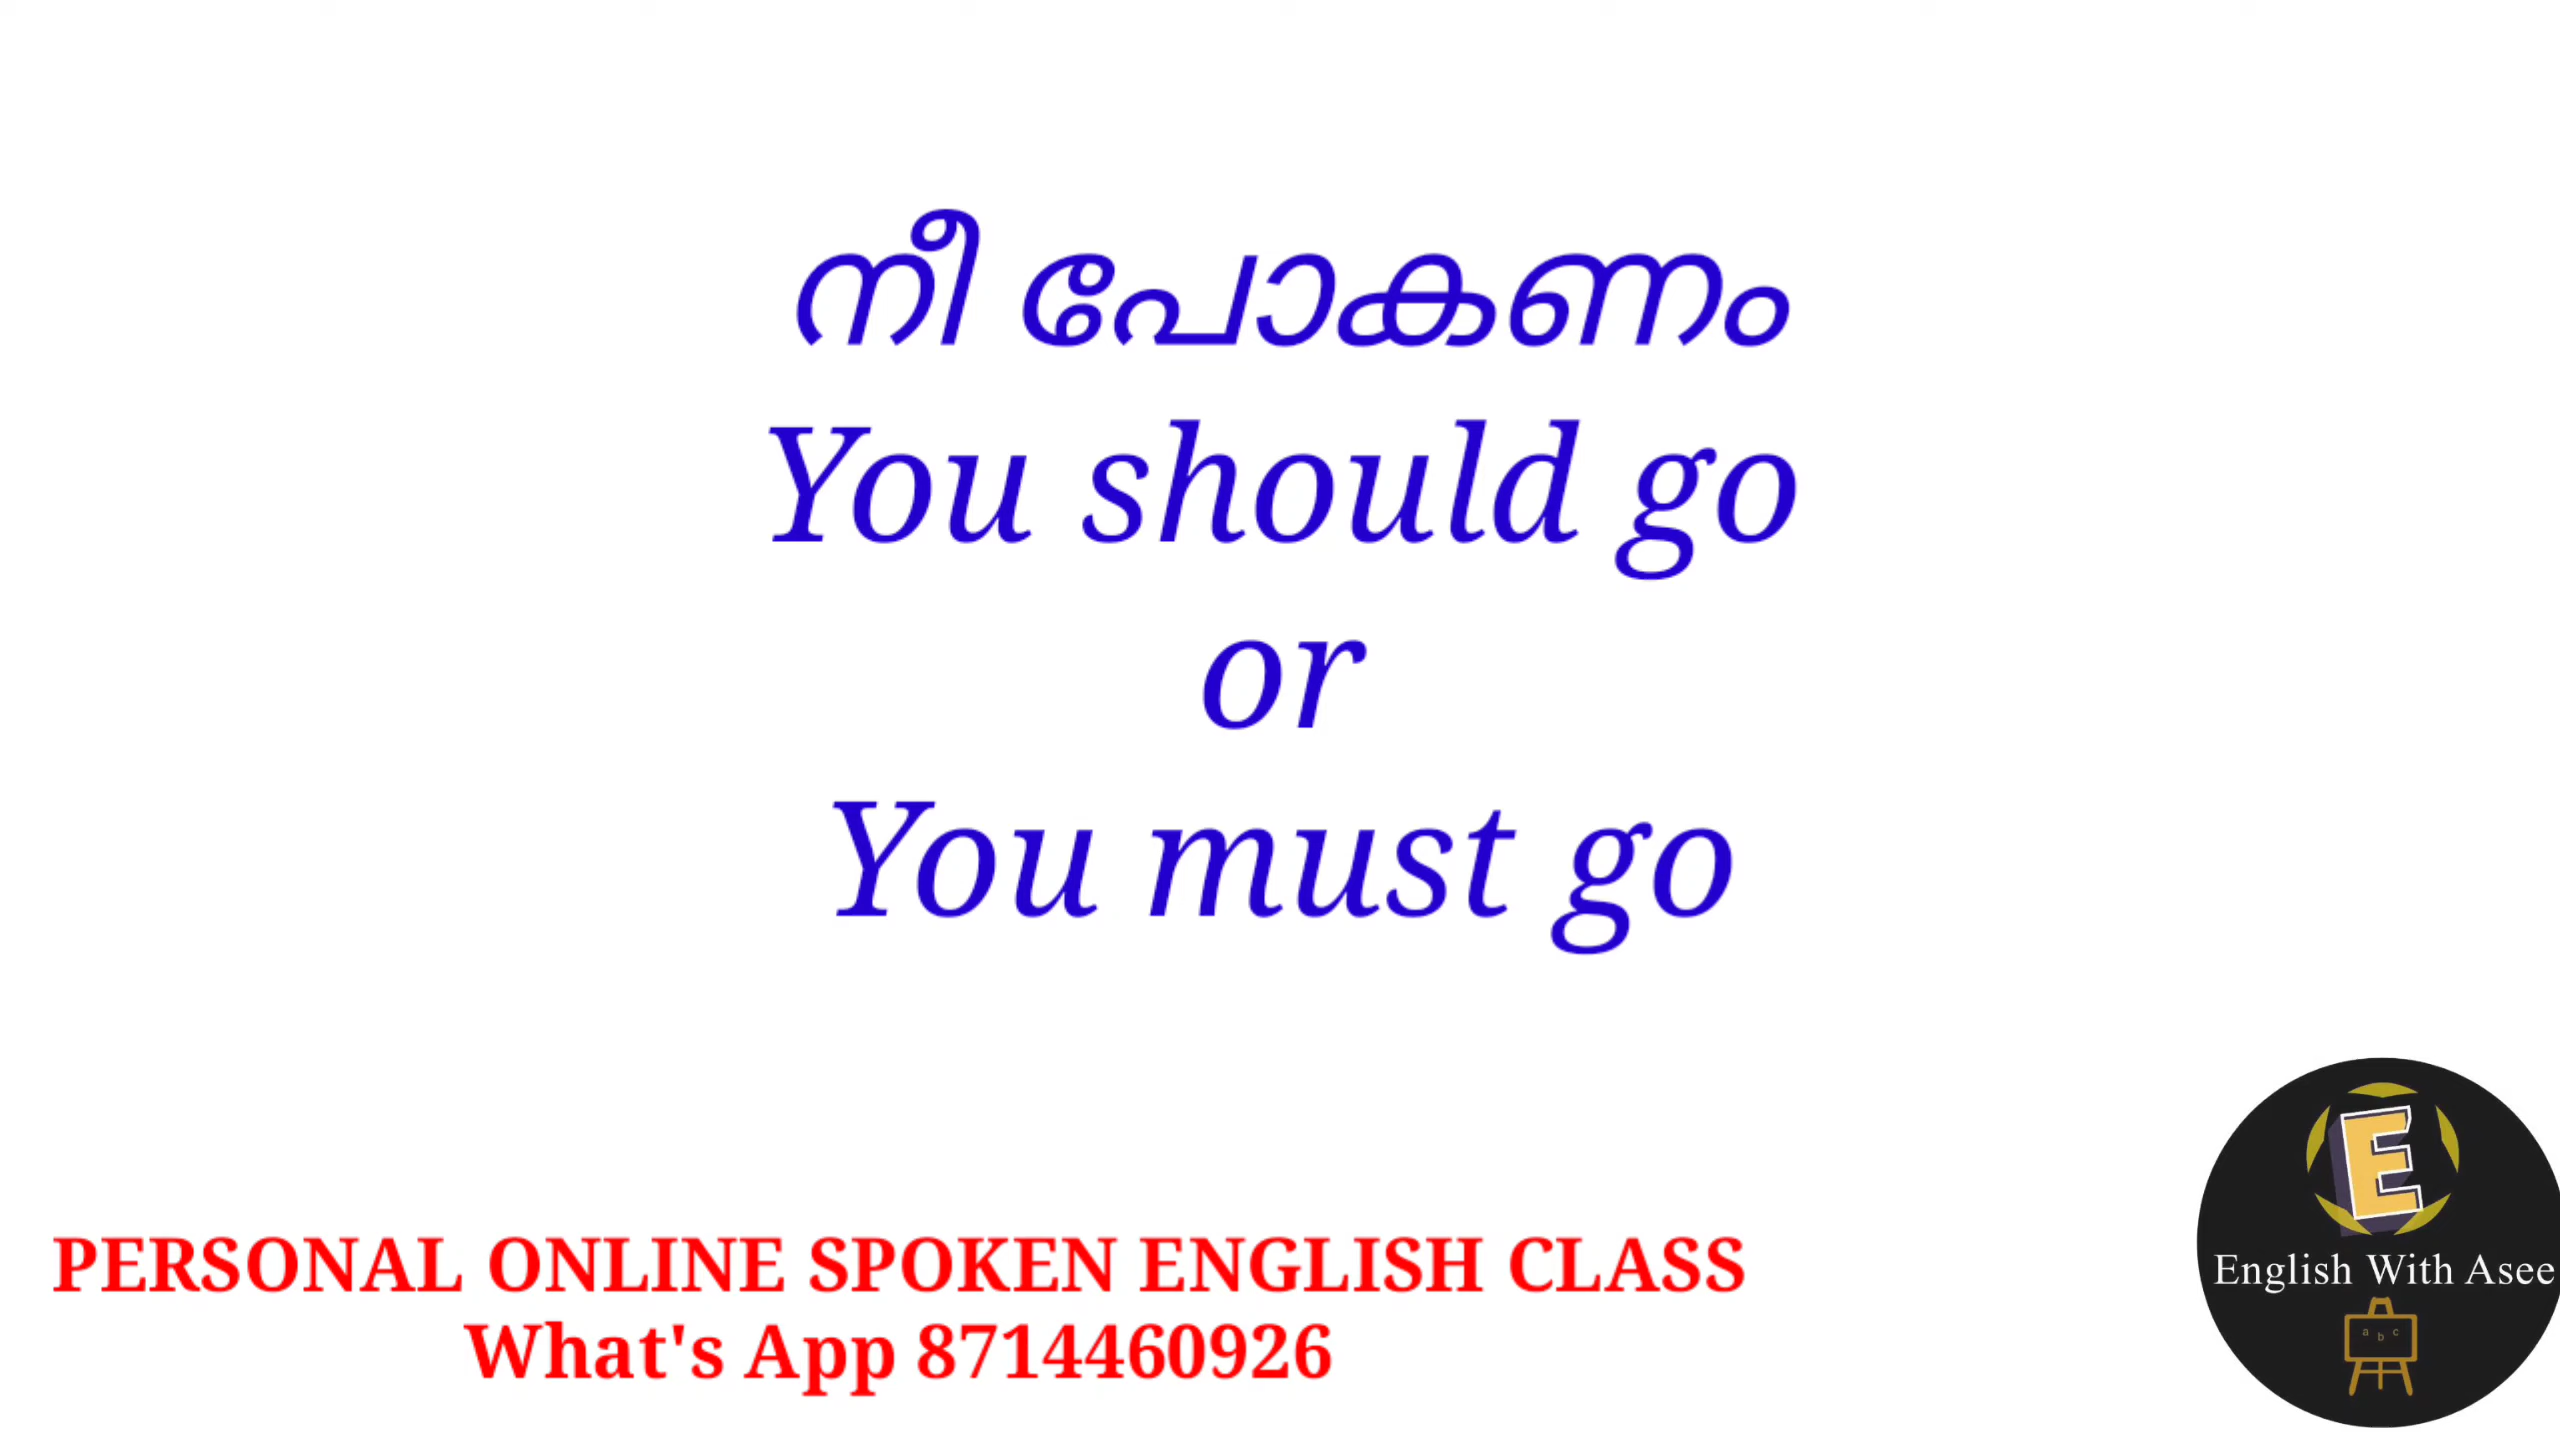 നീ പോകണം
You should go
or
You must go
PERSONAL ONLINE SPOKEN ENGLISH CLASS
What's App 8714460926
E
English With Asee
a b c